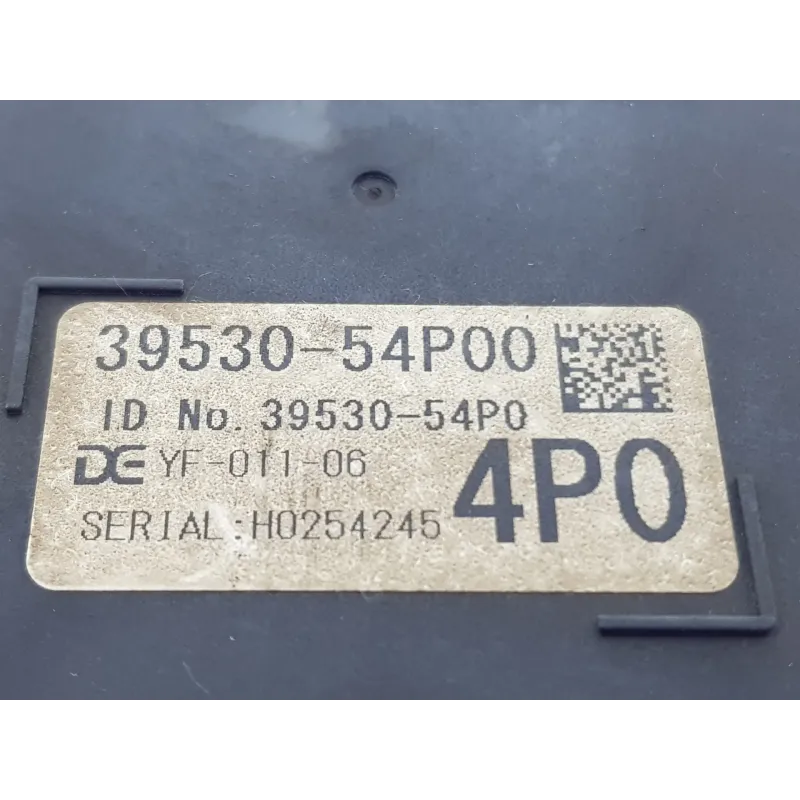 39530-54P00
ID No. 39530-54P0
DE YF-011-06
4P0
SERIAL:H0254245